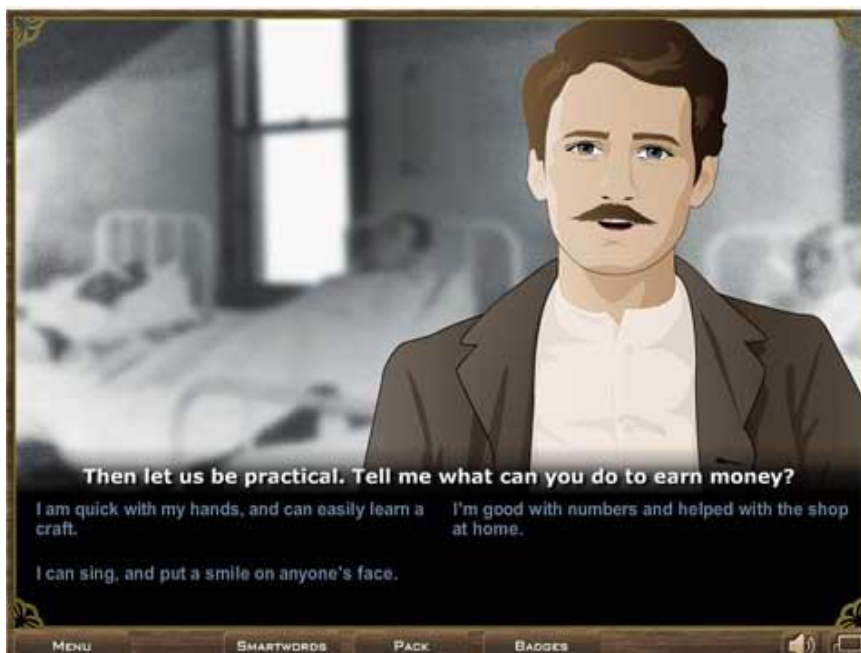 Then let us be practical. Tell me what can you do to earn money?
I am quick with my hands, and can easily learn a
craft.
I'm good with numbers and helped with the shop
at home.
I can sing, and put a smile on anyone's face.
MENU
SMARTWORDS
PACK
BADGES